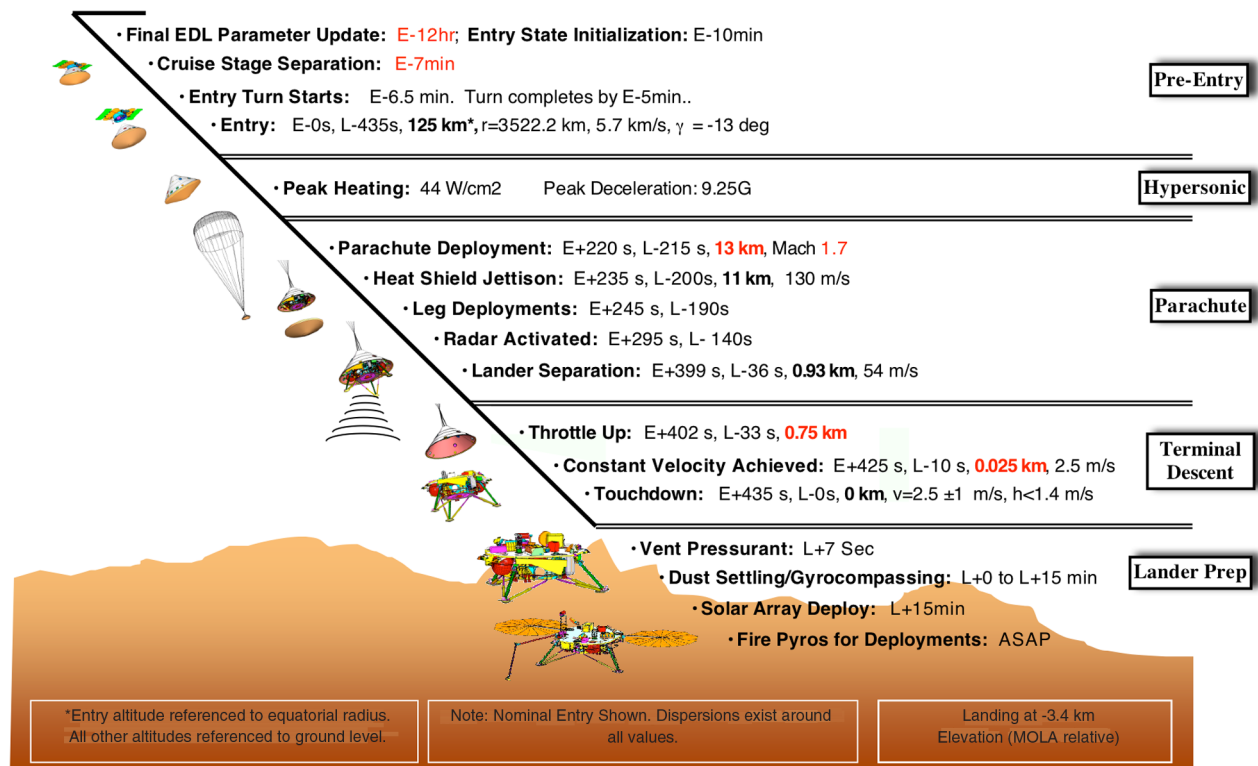 • Final EDL Parameter Update: E-12hr; Entry State Initialization: E-10min
• Cruise Stage Separation: E-7min
• Entry Turn Starts: E-6.5 min. Turn completes by E-5min..
• Entry: E-0s, L-435s, 125 km*, r=3522.2 km, 5.7 km/s, γ = -13 deg
Pre-Entry
• Peak Heating: 44 W/cm2 Peak Deceleration: 9.25G
Hypersonic
• Parachute Deployment: E+220 s, L-215 s, 13 km, Mach 1.7
• Heat Shield Jettison: E+235 s, L-200s, 11 km, 130 m/s
• Leg Deployments: E+245 s, L-190s
• Radar Activated: E+295 s, L- 140s
• Lander Separation: E+399 s, L-36 s, 0.93 km, 54 m/s
Parachute
• Throttle Up: E+402 s, L-33 s, 0.75 km
• Constant Velocity Achieved: E+425 s, L-10 s, 0.025 km, 2.5 m/s
• Touchdown: E+435 s, L-0s, 0 km, v=2.5 ±1 m/s, h<1.4 m/s
Terminal
Descent
• Vent Pressurant: L+7 Sec
• Dust Settling/Gyrocompassing: L+0 to L+15 min
• Solar Array Deploy: L+15min
• Fire Pyros for Deployments: ASAP
Lander Prep
*Entry altitude referenced to equatorial radius.
All other altitudes referenced to ground level.
Note: Nominal Entry Shown. Dispersions exist around
all values.
Landing at -3.4 km
Elevation (MOLA relative)